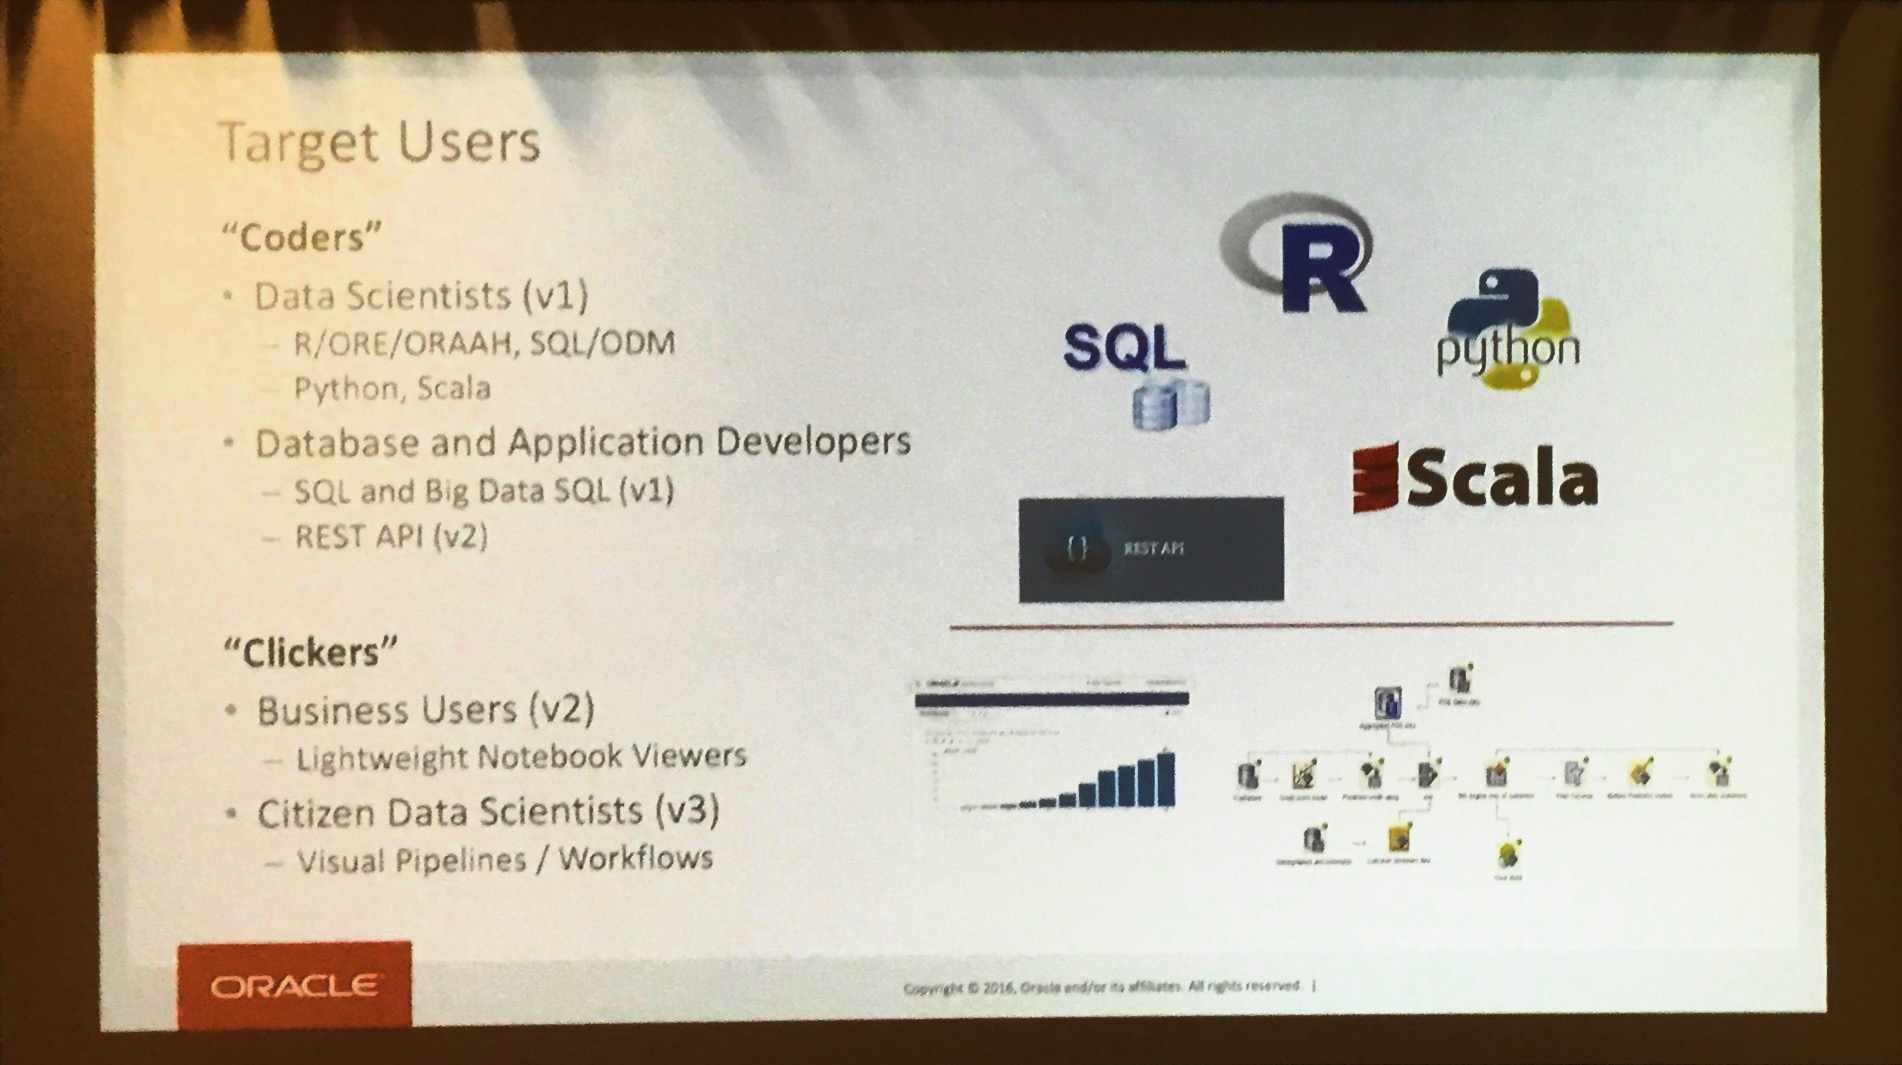 Target Users
“Coders”
• Data Scientists (v1)
– R/ORE/ORAAH, SQL/ODM
– Python, Scala
• Database and Application Developers
– SQL and Big Data SQL (v1)
– REST API (v2)
“Clickers”
• Business Users (v2)
– Lightweight Notebook Viewers
• Citizen Data Scientists (v3)
– Visual Pipelines / Workflows
R
SQL
python
Scala
{ } REST API
ORACLE
ORACLE
Copyright © 2016, Oracle and/or its affiliates. All rights reserved. |